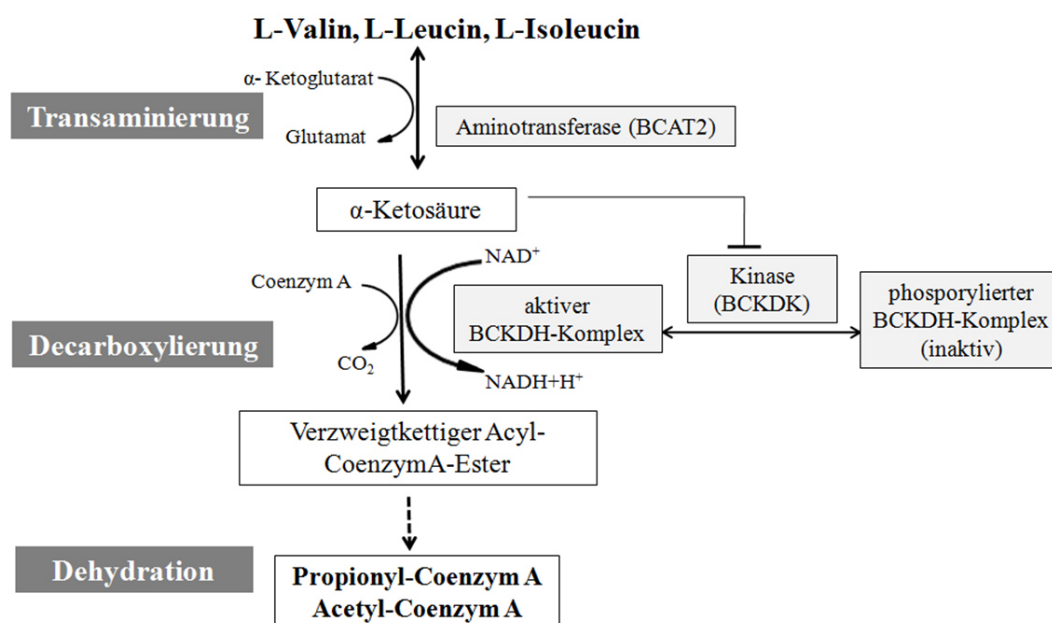 L-Valin, L-Leucin, L-Isoleucin
α- Ketoglutarat
Transaminierung
Glutamat
Aminotransferase (BCAT2)
α-Ketosäure
NAD⁺
Coenzym A
Kinase
(BCKDK)
aktiver
BCKDH-Komplex
phosporylierter
BCKDH-Komplex
(inaktiv)
Decarboxylierung
CO₂
NADH+H⁺
Verzweigtkettiger Acyl-
CoenzymA-Ester
Dehydration
Propionyl-Coenzym A
Acetyl-Coenzym A